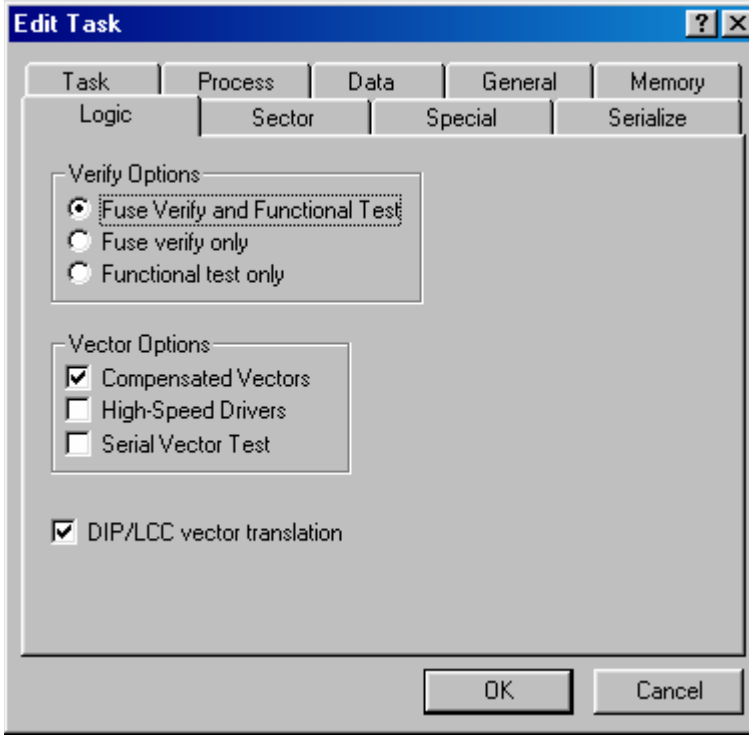 Edit Task
Task Process Data General Memory
Logic Sector Special Serialize
Verify Options
Fuse Verify and Functional Test
Fuse verify only
Functional test only
Vector Options
Compensated Vectors
High-Speed Drivers
Serial Vector Test
DIP/LCC vector translation
OK Cancel